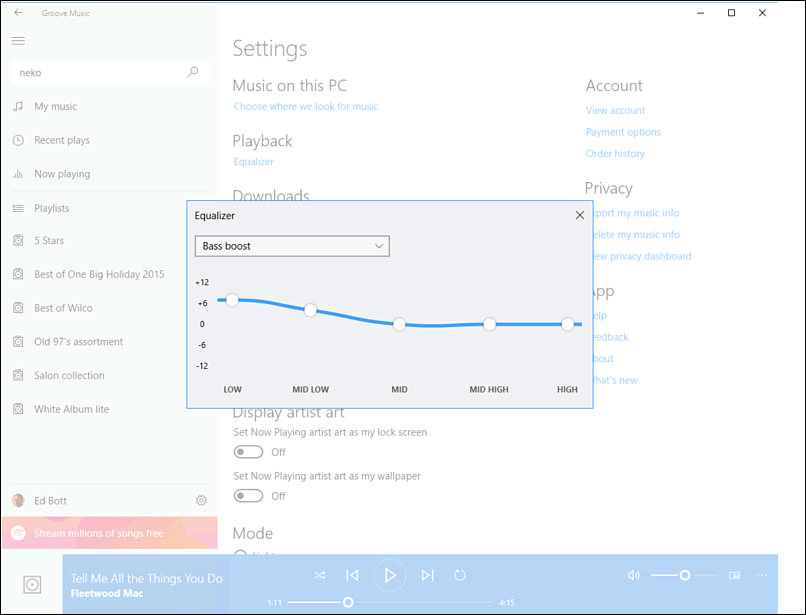 Groove Music
neko
My music
Recent plays
Now playing
Playlists
5 Stars
Best of One Big Holiday 2015
Best of Wilco
Old 97's assortment
Salon collection
White Album lite
Ed Bott
Stream millions of songs free
Settings
Music on this PC
Choose where we look for music
Playback
Equalizer
Downloads
Equalizer
Bass boost
+12
+6
0
-6
-12
LOW MID LOW MID MID HIGH HIGH
Display artist art
Set Now Playing artist art as my lock screen
Off
Set Now Playing artist art as my wallpaper
Off
Mode
Account
View account
Payment options
Order history
Privacy
port my music info
elete my music info
ew privacy dashboard
App
elp
eedback
bout
hat's new
Tell Me All the Things You Do
Fleetwood Mac
1:11
4:15